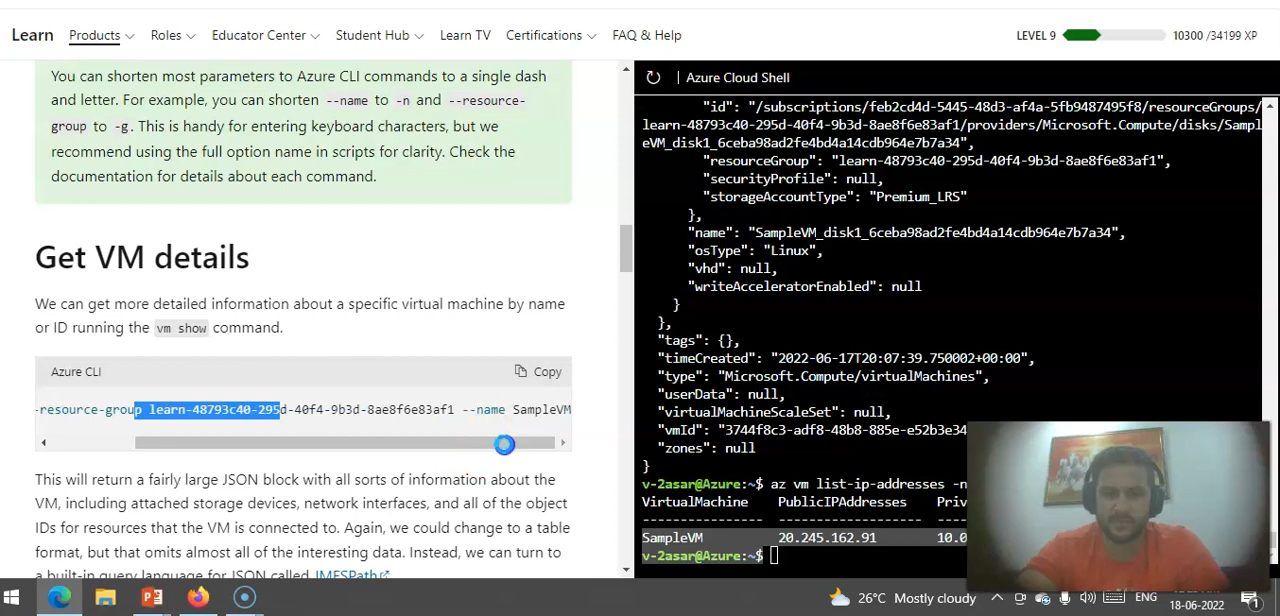 Learn Products Roles Educator Center Student Hub Learn TV Certifications FAQ & Help LEVEL 9 10300 /34199 XP
You can shorten most parameters to Azure CLI commands to a single dash
and letter. For example, you can shorten --name to -n and --resource-
group to -g. This is handy for entering keyboard characters, but we
recommend using the full option name in scripts for clarity. Check the
documentation for details about each command.
Get VM details
We can get more detailed information about a specific virtual machine by name
or ID running the vm show command.
Azure CLI Copy
-resource-group learn-48793c40-295d-40f4-9b3d-8ae8f6e83af1 --name SampleVM
This will return a fairly large JSON block with all sorts of information about the
VM, including attached storage devices, network interfaces, and all of the object
IDs for resources that the VM is connected to. Again, we could change to a table
format, but that omits almost all of the interesting data. Instead, we can turn to
a built-in query language for JSON called JMESPath
Azure Cloud Shell
"id": "/subscriptions/feb2cd4d-5445-48d3-af4a-5fb9487495f8/resourceGroups/
learn-48793c40-295d-40f4-9b3d-8ae8f6e83af1/providers/Microsoft.Compute/disks/Sampl
eVM_disk1_6ceba98ad2fe4bd4a14cdb964e7b7a34",
"resourceGroup": "learn-48793c40-295d-40f4-9b3d-8ae8f6e83af1",
"securityProfile": null,
"storageAccountType": "Premium_LRS"
},
"name": "SampleVM_disk1_6ceba98ad2fe4bd4a14cdb964e7b7a34",
"osType": "Linux",
"vhd": null,
"writeAcceleratorEnabled": null
}
},
"tags": {},
"timeCreated": "2022-06-17T20:07:39.750002+00:00",
"type": "Microsoft.Compute/virtualMachines",
"userData": null,
"virtualMachineScaleSet": null,
"vmId": "3744f8c3-adf8-48b8-885e-e52b3e34
"zones": null
}
v-2asar@Azure:~$ az vm list-ip-addresses -n
VirtualMachine PublicIPAddresses Priv
-------------- ------------------- ----
SampleVM 20.245.162.91 10.0
v-2asar@Azure:~$
26°C Mostly cloudy ENG 18-06-2022 1